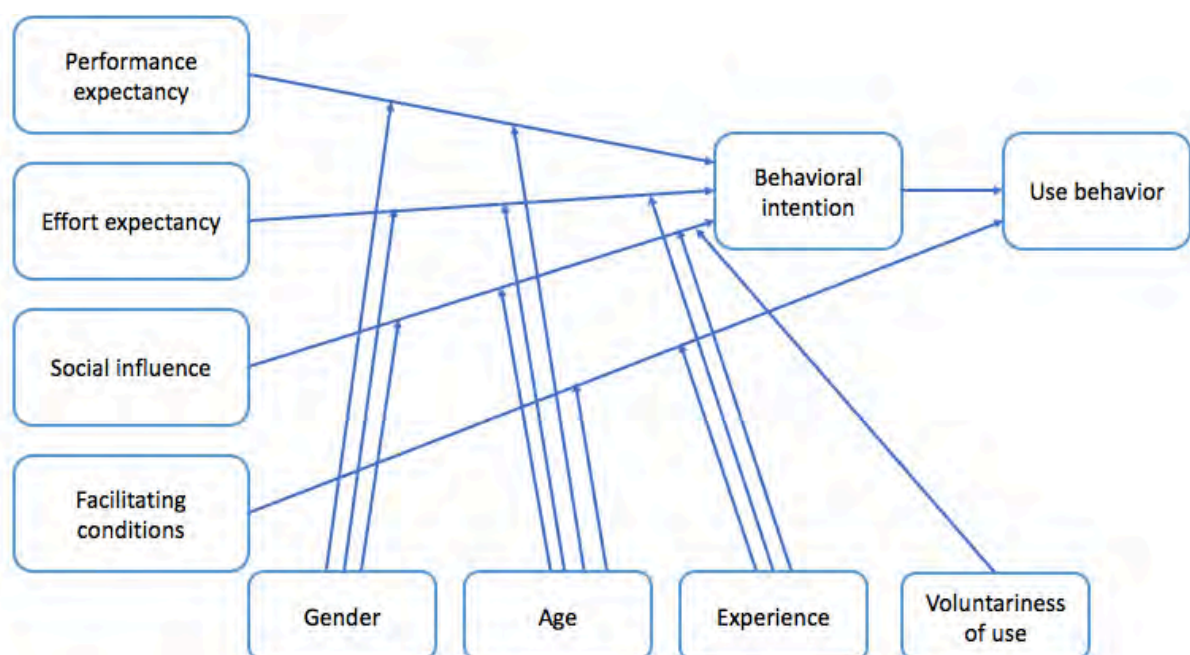 Performance
expectancy
Effort expectancy
Social influence
Facilitating
conditions
Behavioral
intention
Use behavior
Gender
Age
Experience
Voluntariness
of use